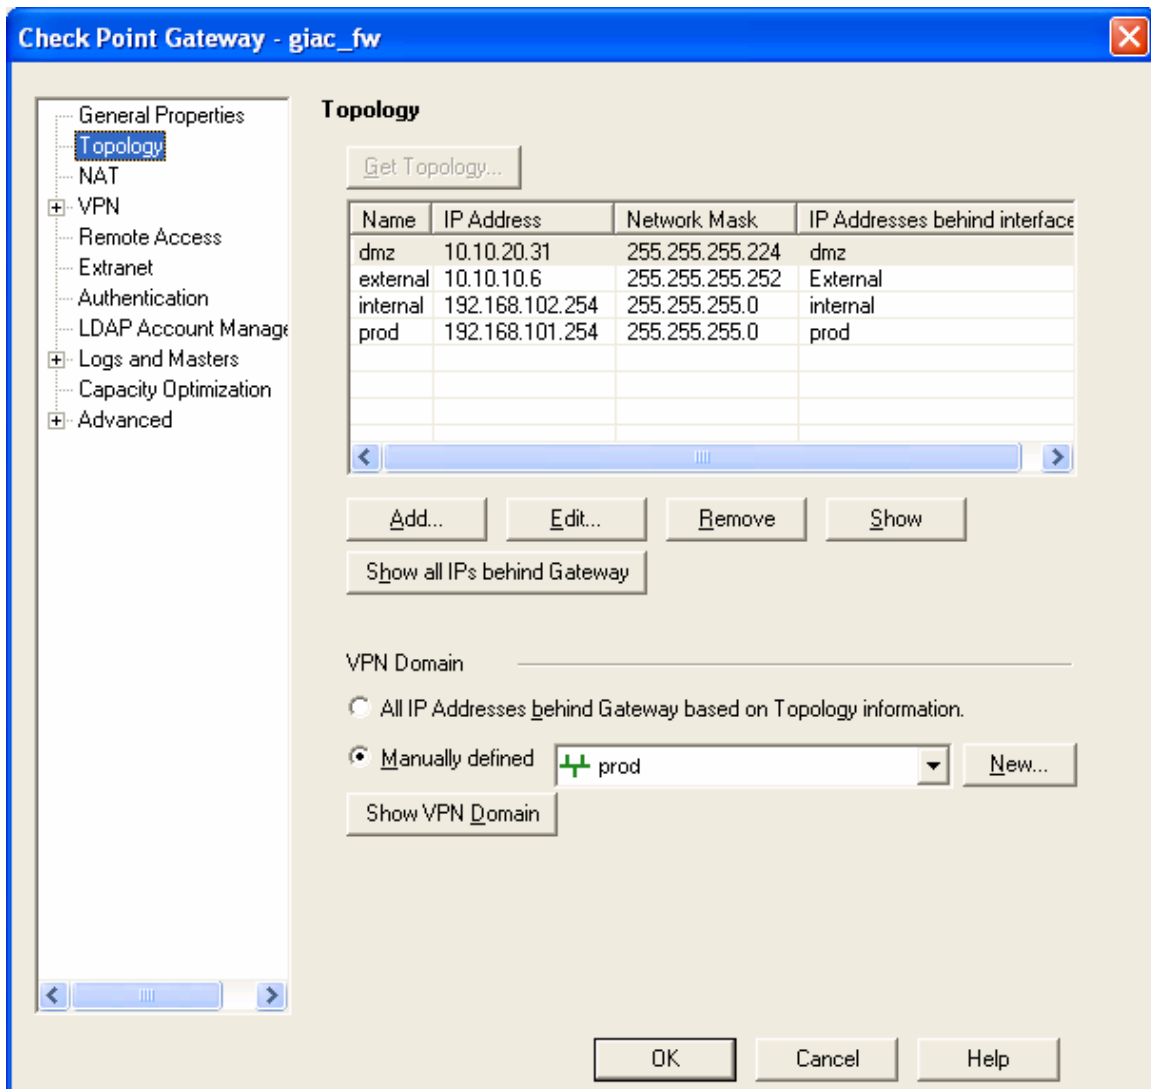 Check Point Gateway - giac_fw
General Properties
Topology
NAT
VPN
Remote Access
Extranet
Authentication
LDAP Account Manage
Logs and Masters
Capacity Optimization
Advanced
Topology
Get Topology...
Name IP Address Network Mask IP Addresses behind interface
dmz 10.10.20.31 255.255.255.224 dmz
external 10.10.10.6 255.255.255.252 External
internal 192.168.102.254 255.255.255.0 internal
prod 192.168.101.254 255.255.255.0 prod
Add... Edit... Remove Show
Show all IPs behind Gateway
VPN Domain
All IP Addresses behind Gateway based on Topology information.
Manually defined prod New...
Show VPN Domain
OK Cancel Help